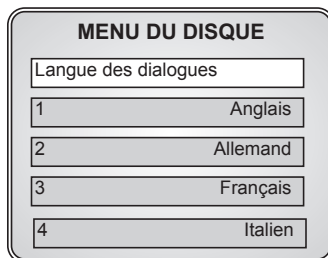 MENU DU DISQUE
Langue des dialogues
1 Anglais
2 Allemand
3 Français
4 Italien